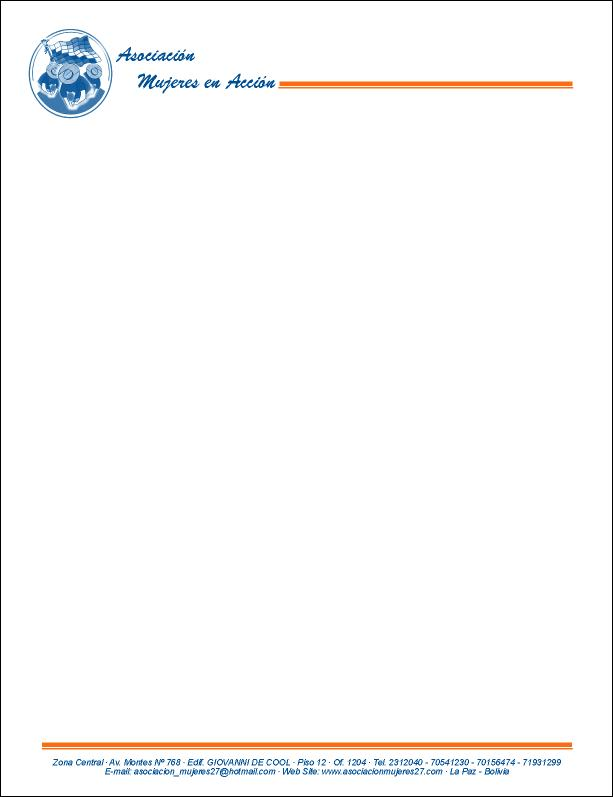 Asociación
Mujeres en Acción
Zona Central · Av. Montes Nº 768 · Edif. GIOVANNI DE COOL · Piso 12 · Of. 1204 · Tel. 2312040 - 70541230 - 70156474 - 71931299
E-mail: asociacion_mujeres27@hotmail.com · Web Site: www.asociacionmujeres27.com · La Paz - Bolivia